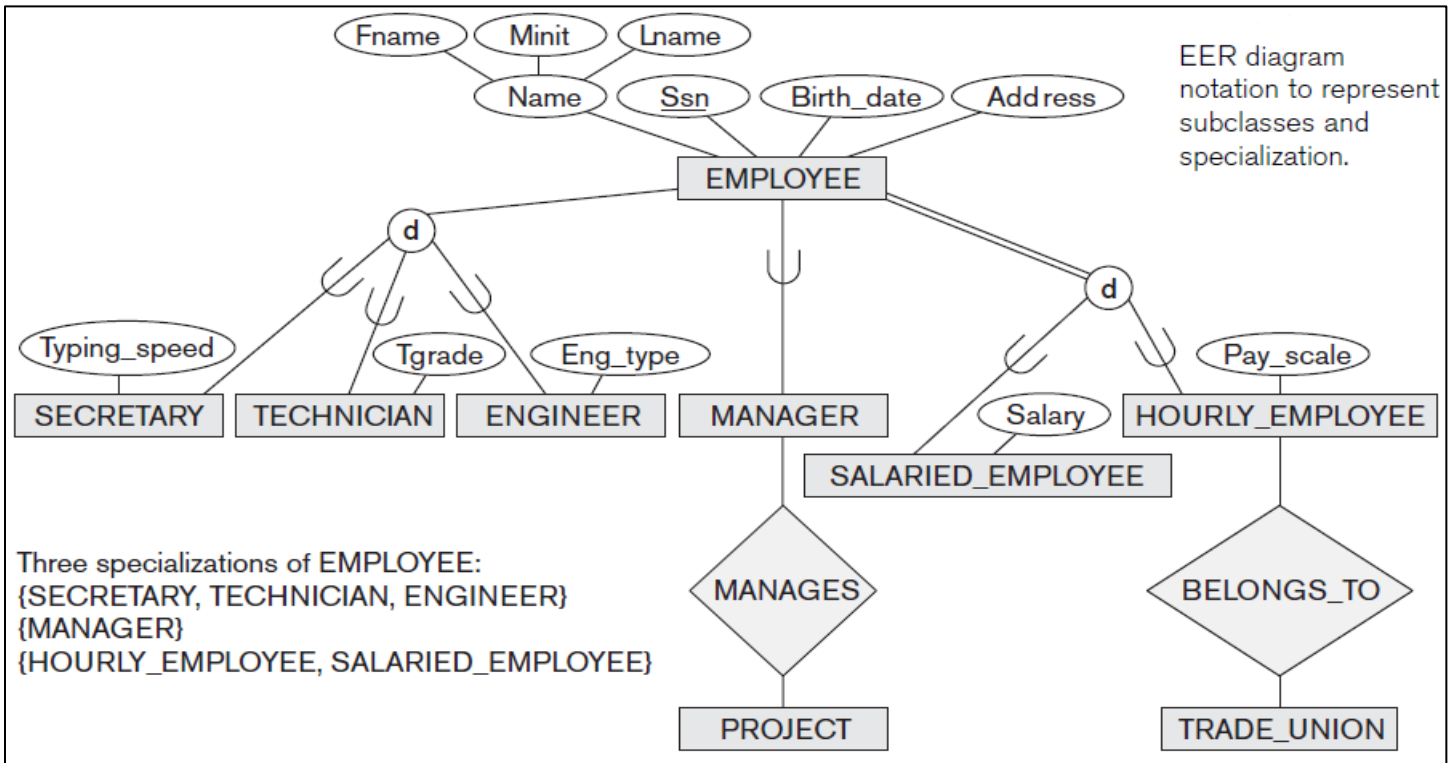 Fname Minit Lname
Name Ssn Birth_date Address
EER diagram
notation to represent
subclasses and
specialization.
EMPLOYEE
d
d
Typing_speed Tgrade Eng_type Pay_scale
SECRETARY TECHNICIAN ENGINEER MANAGER Salary HOURLY_EMPLOYEE
SALARIED_EMPLOYEE
Three specializations of EMPLOYEE:
{SECRETARY, TECHNICIAN, ENGINEER}
{MANAGER}
{HOURLY_EMPLOYEE, SALARIED_EMPLOYEE}
MANAGES BELONGS_TO
PROJECT TRADE_UNION